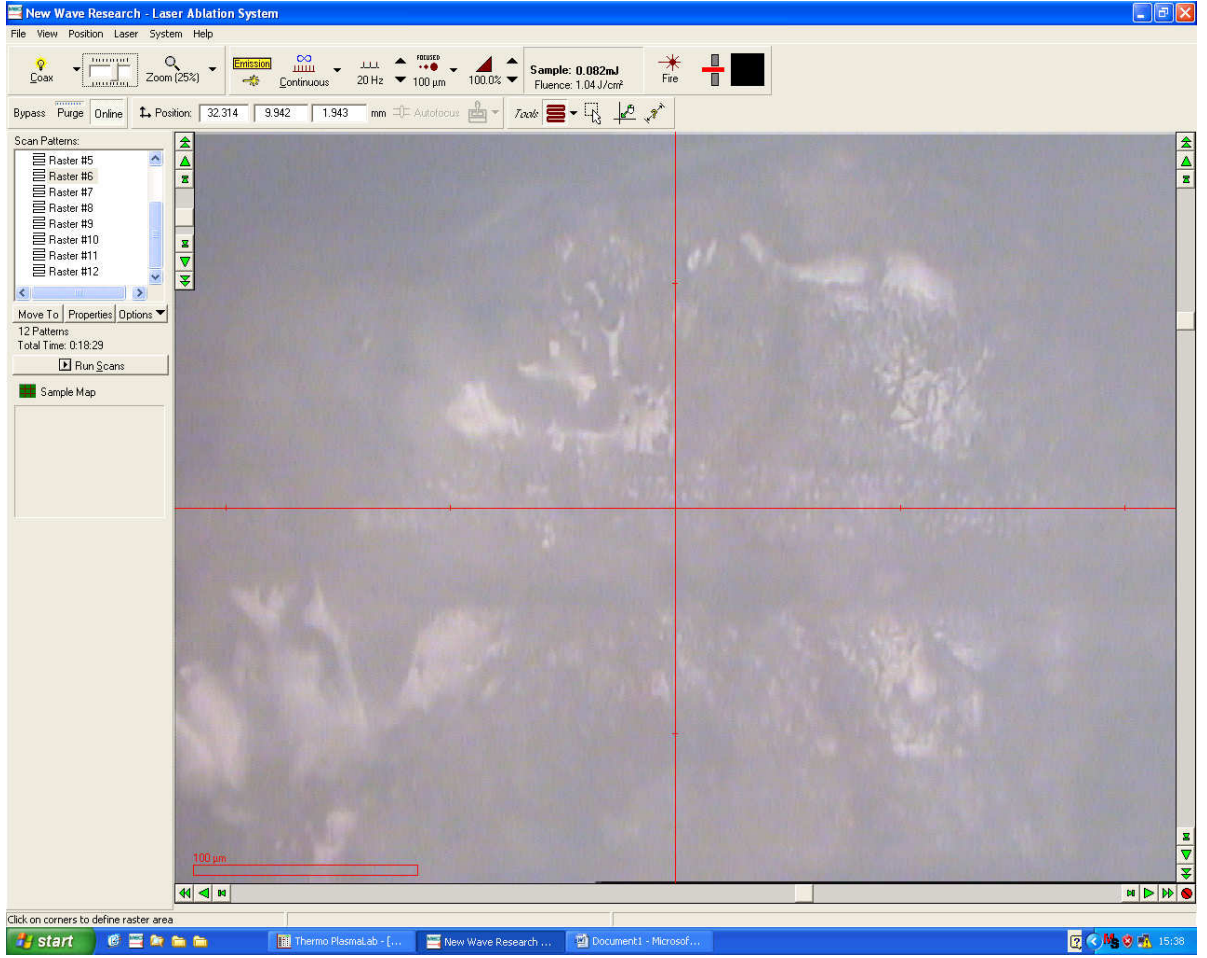 New Wave Research - Laser Ablation System
File View Position Laser System Help
Coax Zoom (25%) Emission Continuous 20 Hz FOCUSED 100 µm 100.0% Sample: 0.082mJ Fire
Fluence: 1.04 J/cm²
Bypass Purge Online Position: 32.314 9.942 1.943 mm Autofocus Tools
Scan Patterns:
Raster #5
Raster #6
Raster #7
Raster #8
Raster #9
Raster #10
Raster #11
Raster #12
Move To Properties Options
12 Patterns
Total Time: 0:18:29
Run Scans
Sample Map
100 µm
Click on corners to define raster area
start Thermo PlasmaLab - [... New Wave Research ... Document1 - Microsof... 15:38